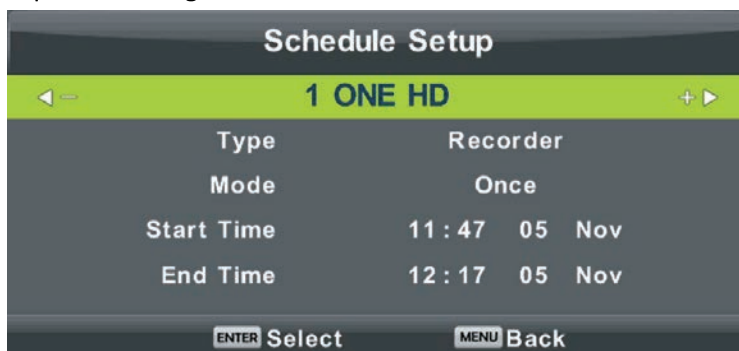 Schedule Setup
1 ONE HD
Type Recorder
Mode Once
Start Time 11:47 05 Nov
End Time 12:17 05 Nov
ENTER Select MENU Back